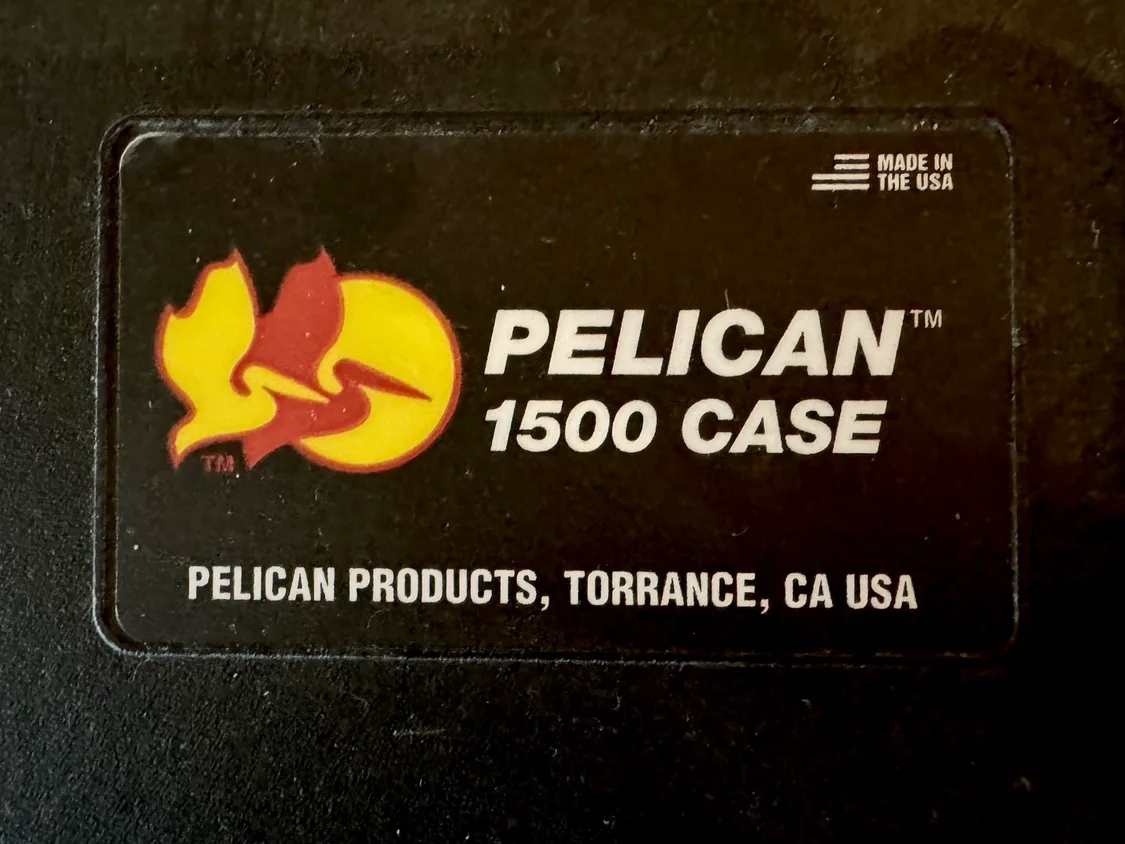 MADE IN
THE USA
PELICAN™
1500 CASE
TM
PELICAN PRODUCTS, TORRANCE, CA USA